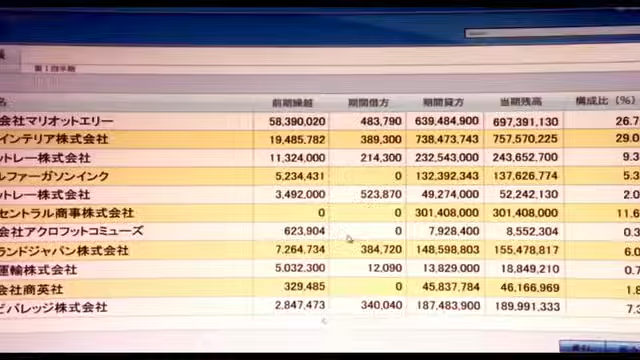 第1四半期
名 前期繰越 期間借方 期間貸方 当期残高 構成比 (%)
会社マリオットエリー 58,390,020 483,790 639,484,900 697,391,130 26.7
インテリア株式会社 19,485,782 389,300 738,473,743 757,570,225 29.0
ットレー株式会社 11,324,000 214,300 232,543,000 243,652,700 9.3
ルファーガソンインク 5,234,431 0 132,392,343 137,626,774 5.3
ットレー株式会社 3,492,000 523,870 49,274,000 52,242,130 2.0
セントラル商事株式会社 0 0 301,408,000 301,408,000 11.6
会社アクロフットコミューズ 623,904 0 7,928,400 8,552,304 0.3
ランドジャパン株式会社 7,264,734 384,720 148,598,803 155,478,817 6.0
運輸株式会社 5,032,300 12,090 13,829,000 18,849,210 0.7
会社商英社 329,485 0 45,837,784 46,166,969 1.8
ビバレッジ株式会社 2,847,473 340,040 187,483,900 189,991,333 7.3